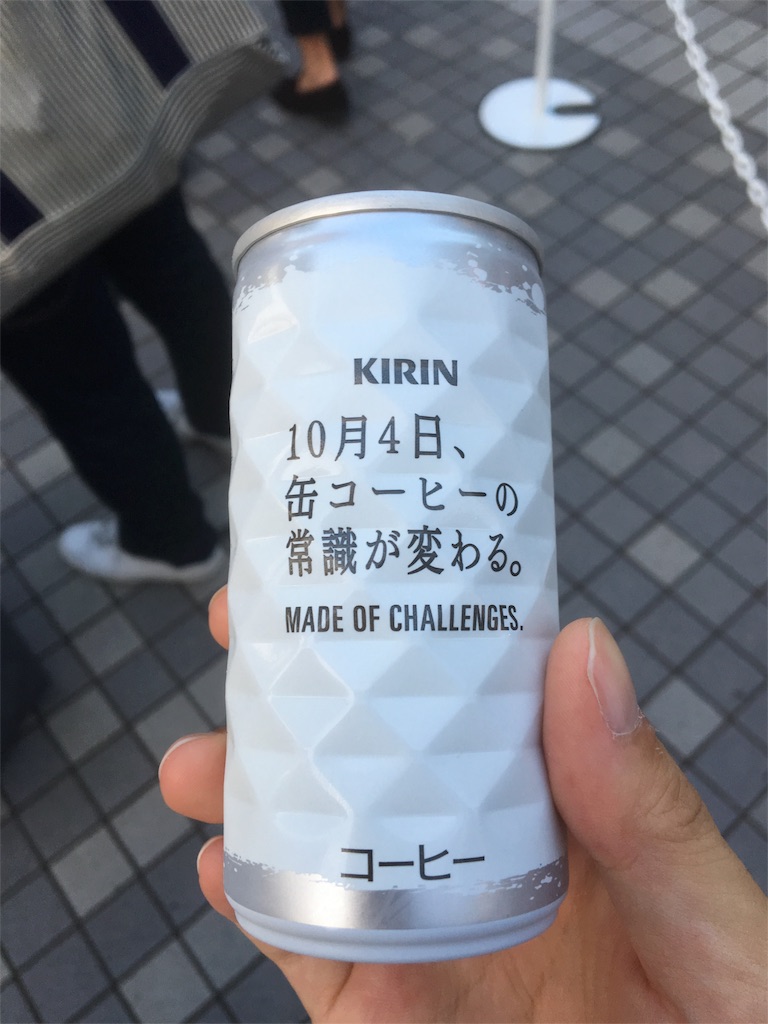 KIRIN
10月4日、
缶コーヒーの
常識が変わる。
MADE OF CHALLENGES.
コーヒー